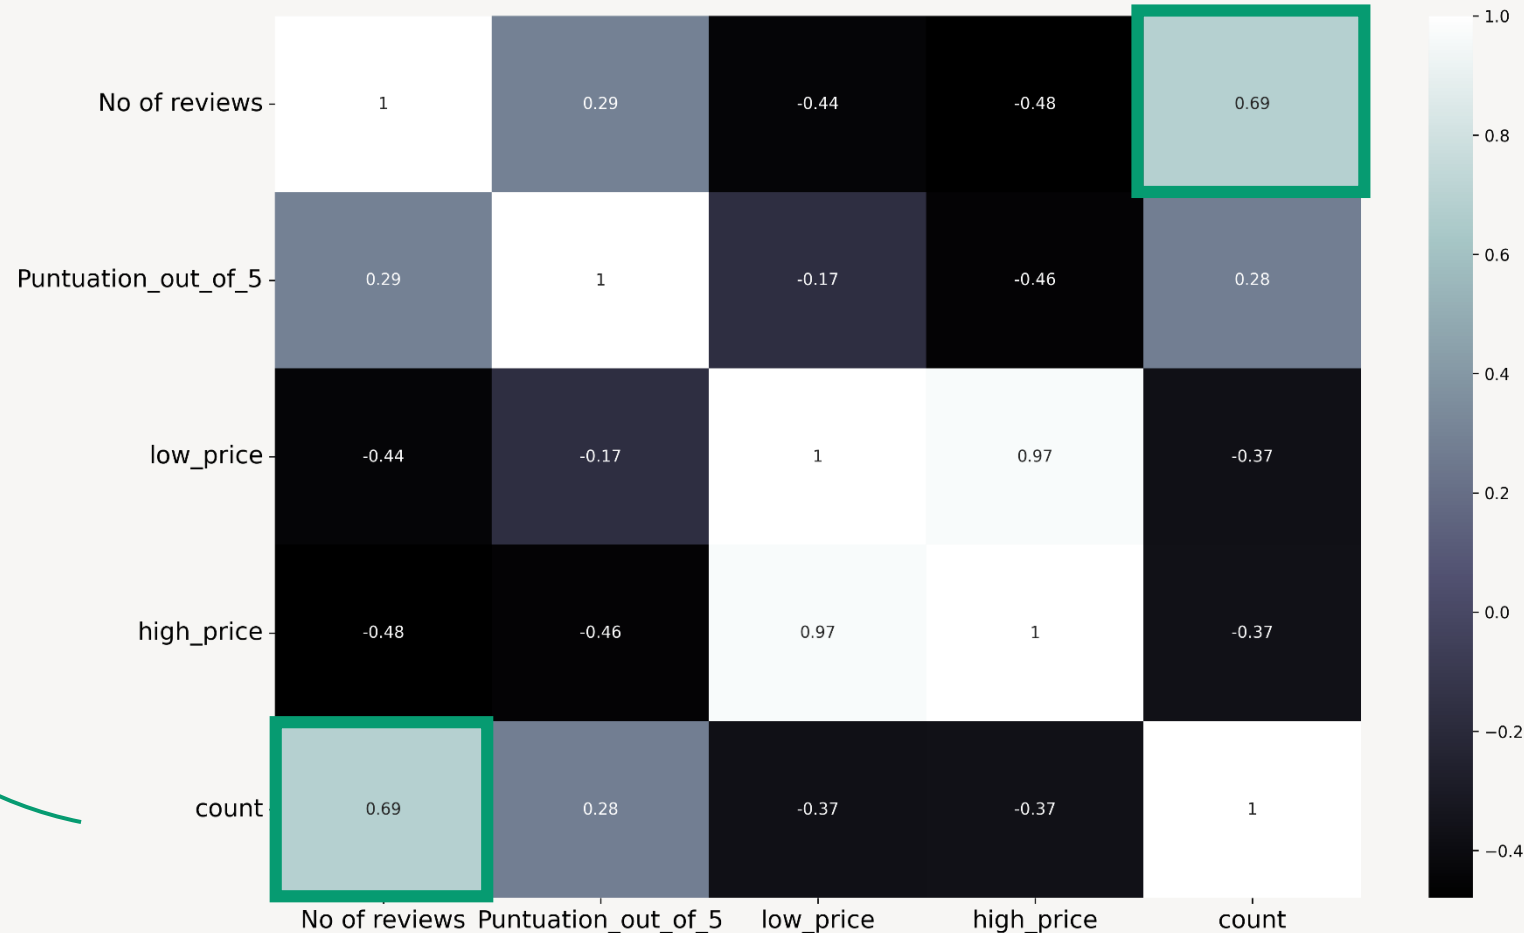 No of reviews 1 0.29 -0.44 -0.48 0.69
Puntuation_out_of_5 0.29 1 -0.17 -0.46 0.28
low_price -0.44 -0.17 1 0.97 -0.37
high_price -0.48 -0.46 0.97 1 -0.37
count 0.69 0.28 -0.37 -0.37 1
No of reviews Puntuation_out_of_5 low_price high_price count
1.0
0.8
0.6
0.4
0.2
0.0
−0.2
−0.4